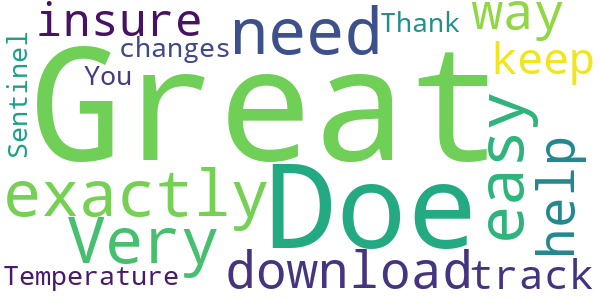 insure
need
Thank
way
changes
keep
You
Sentinel
Great
easy
help
exactly
Doe
Very
download
track
Temperature